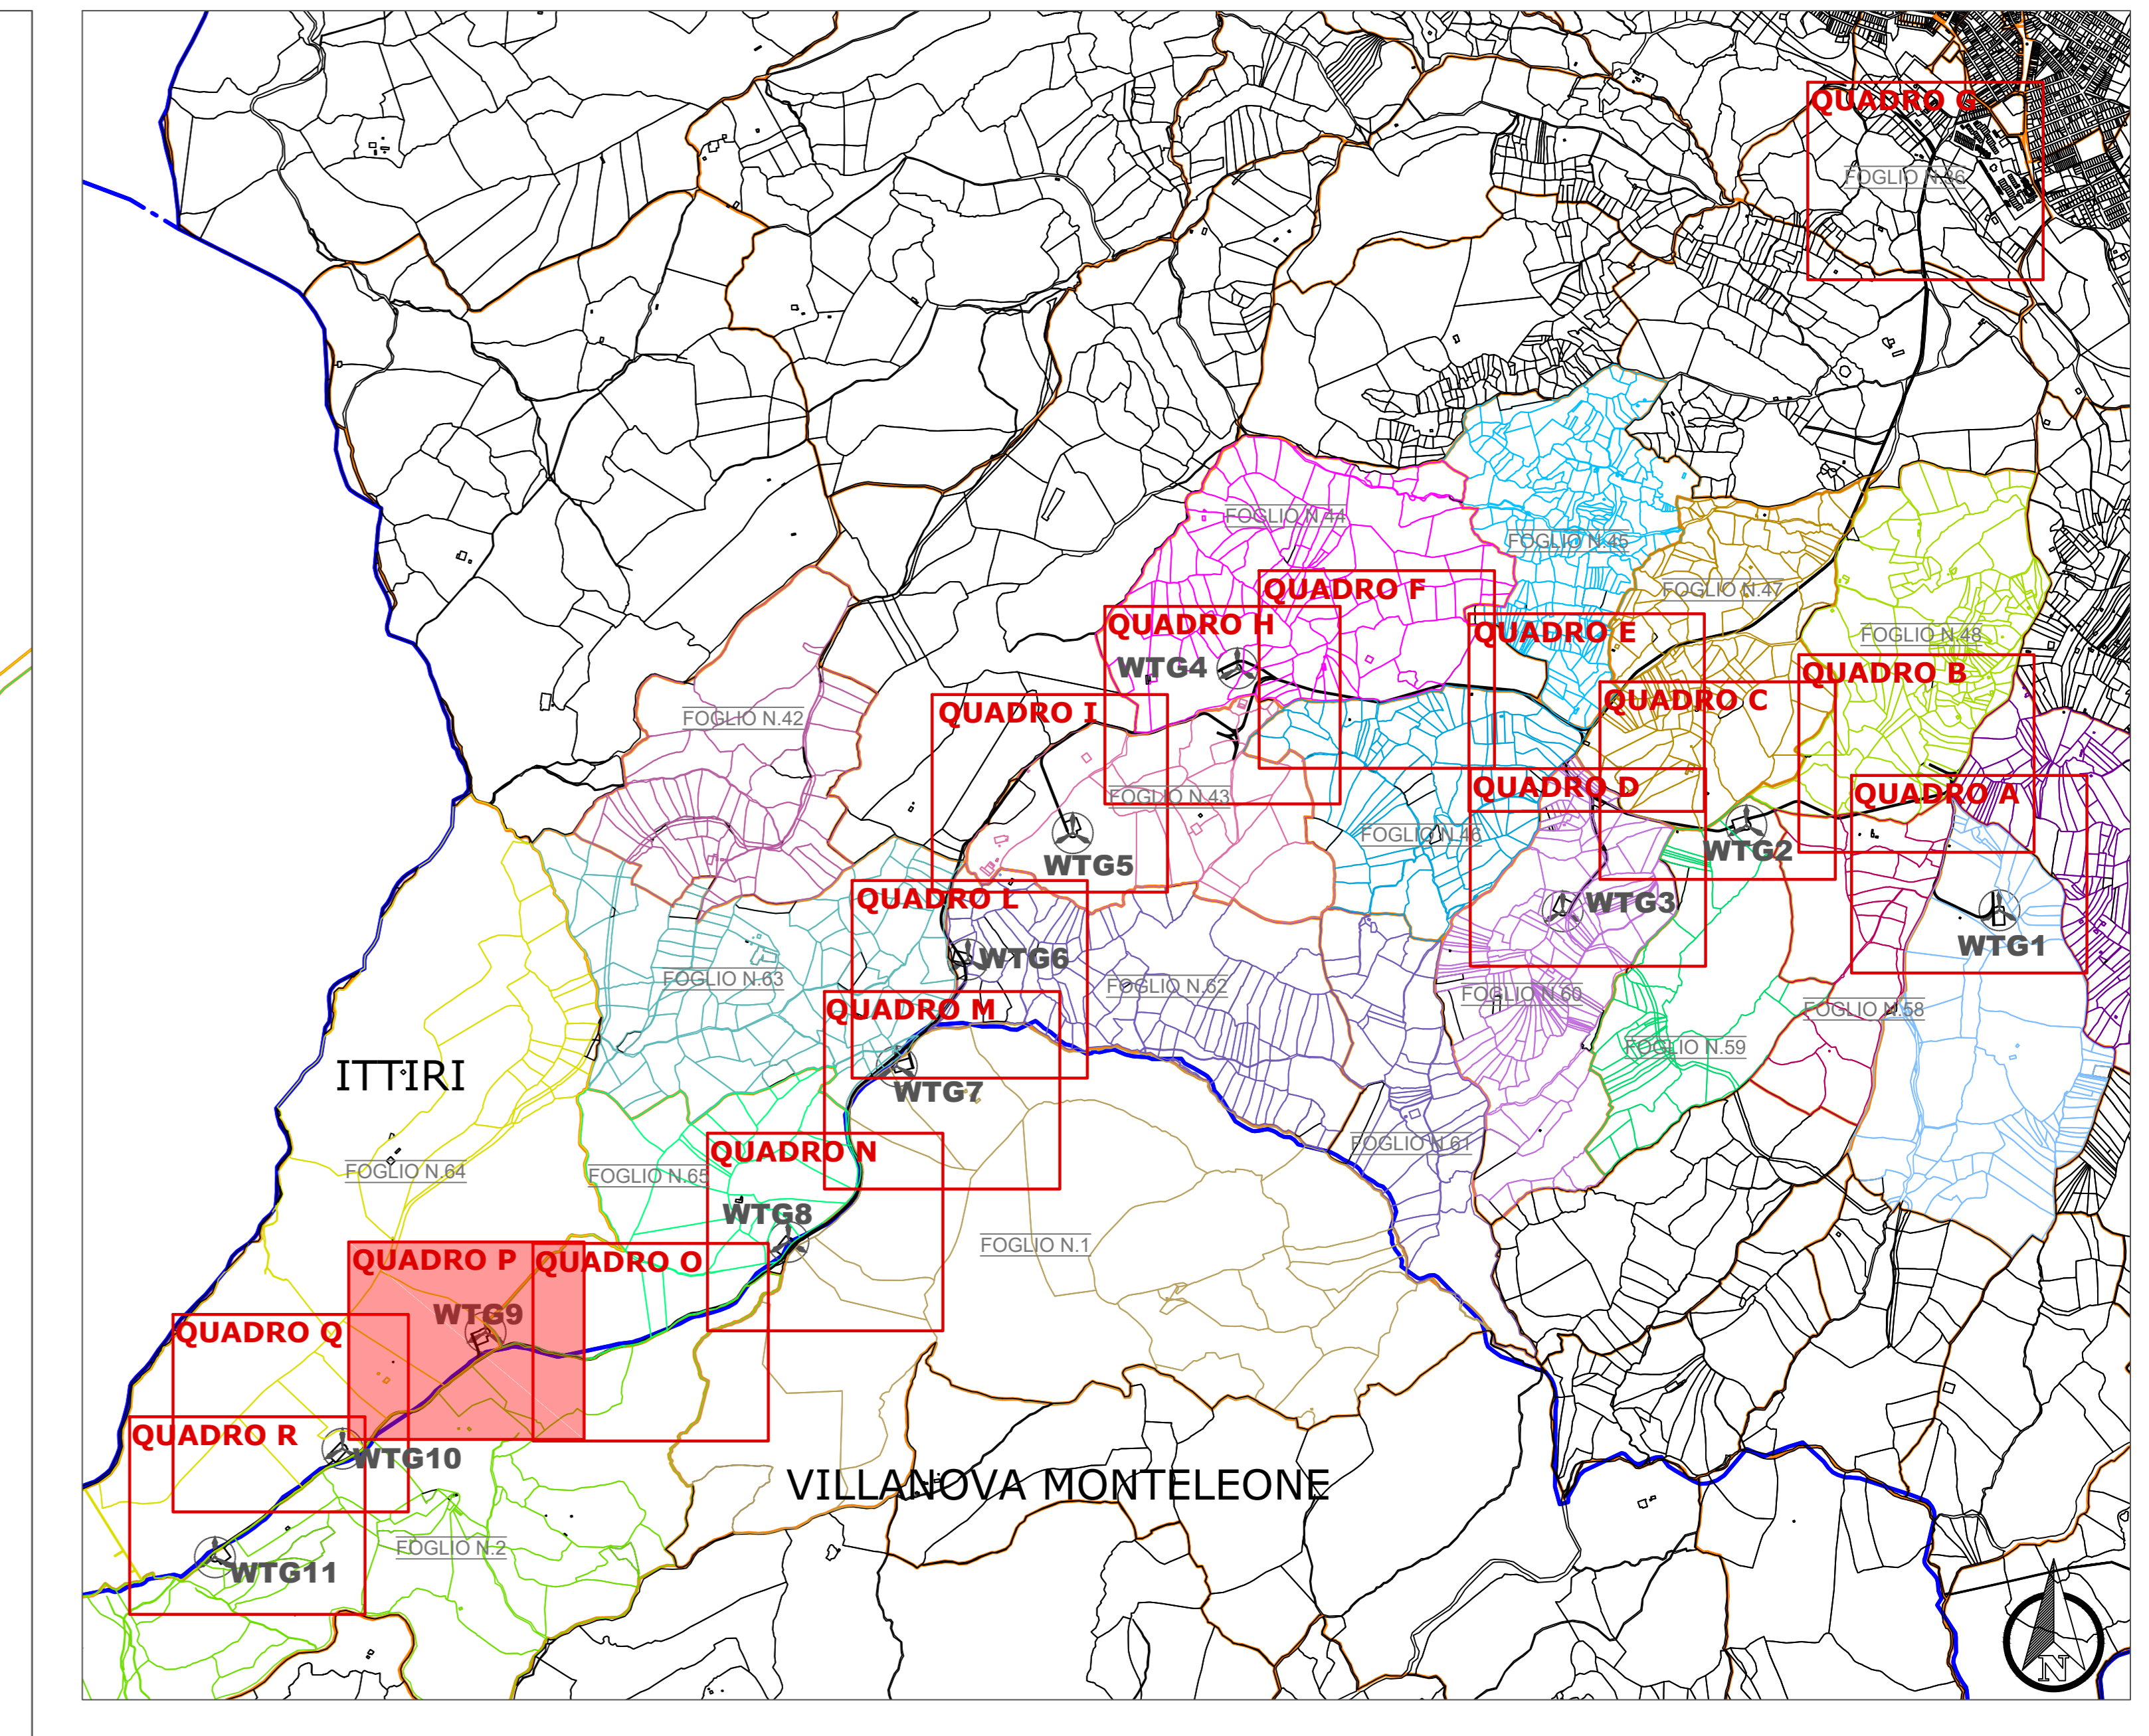 QUADRO G
FOGLIO N.36
FOGLIO N.44
FOGLIO N.45
QUADRO F
FOGLIO N.47
QUADRO H
QUADRO E
FOGLIO N.48
WTG4
QUADRO B
QUADRO C
FOGLIO N.42
QUADRO I
QUADRO D
QUADRO A
FOGLIO N.43
FOGLIO N.46
WTG2
WTG5
QUADRO L
WTG3
WTG1
WTG6
FOGLIO N.63
FOGLIO N.62
FOGLIO N.60
QUADRO M
FOGLIO N.58
FOGLIO N.59
ITTIRI
WTG7
FOGLIO N.61
QUADRO N
FOGLIO N.64
FOGLIO N.65
WTG8
FOGLIO N.1
QUADRO P
QUADRO O
WTG9
QUADRO Q
QUADRO R
WTG10
VILLANOVA MONTELEONE
FOGLIO N.2
WTG11
N